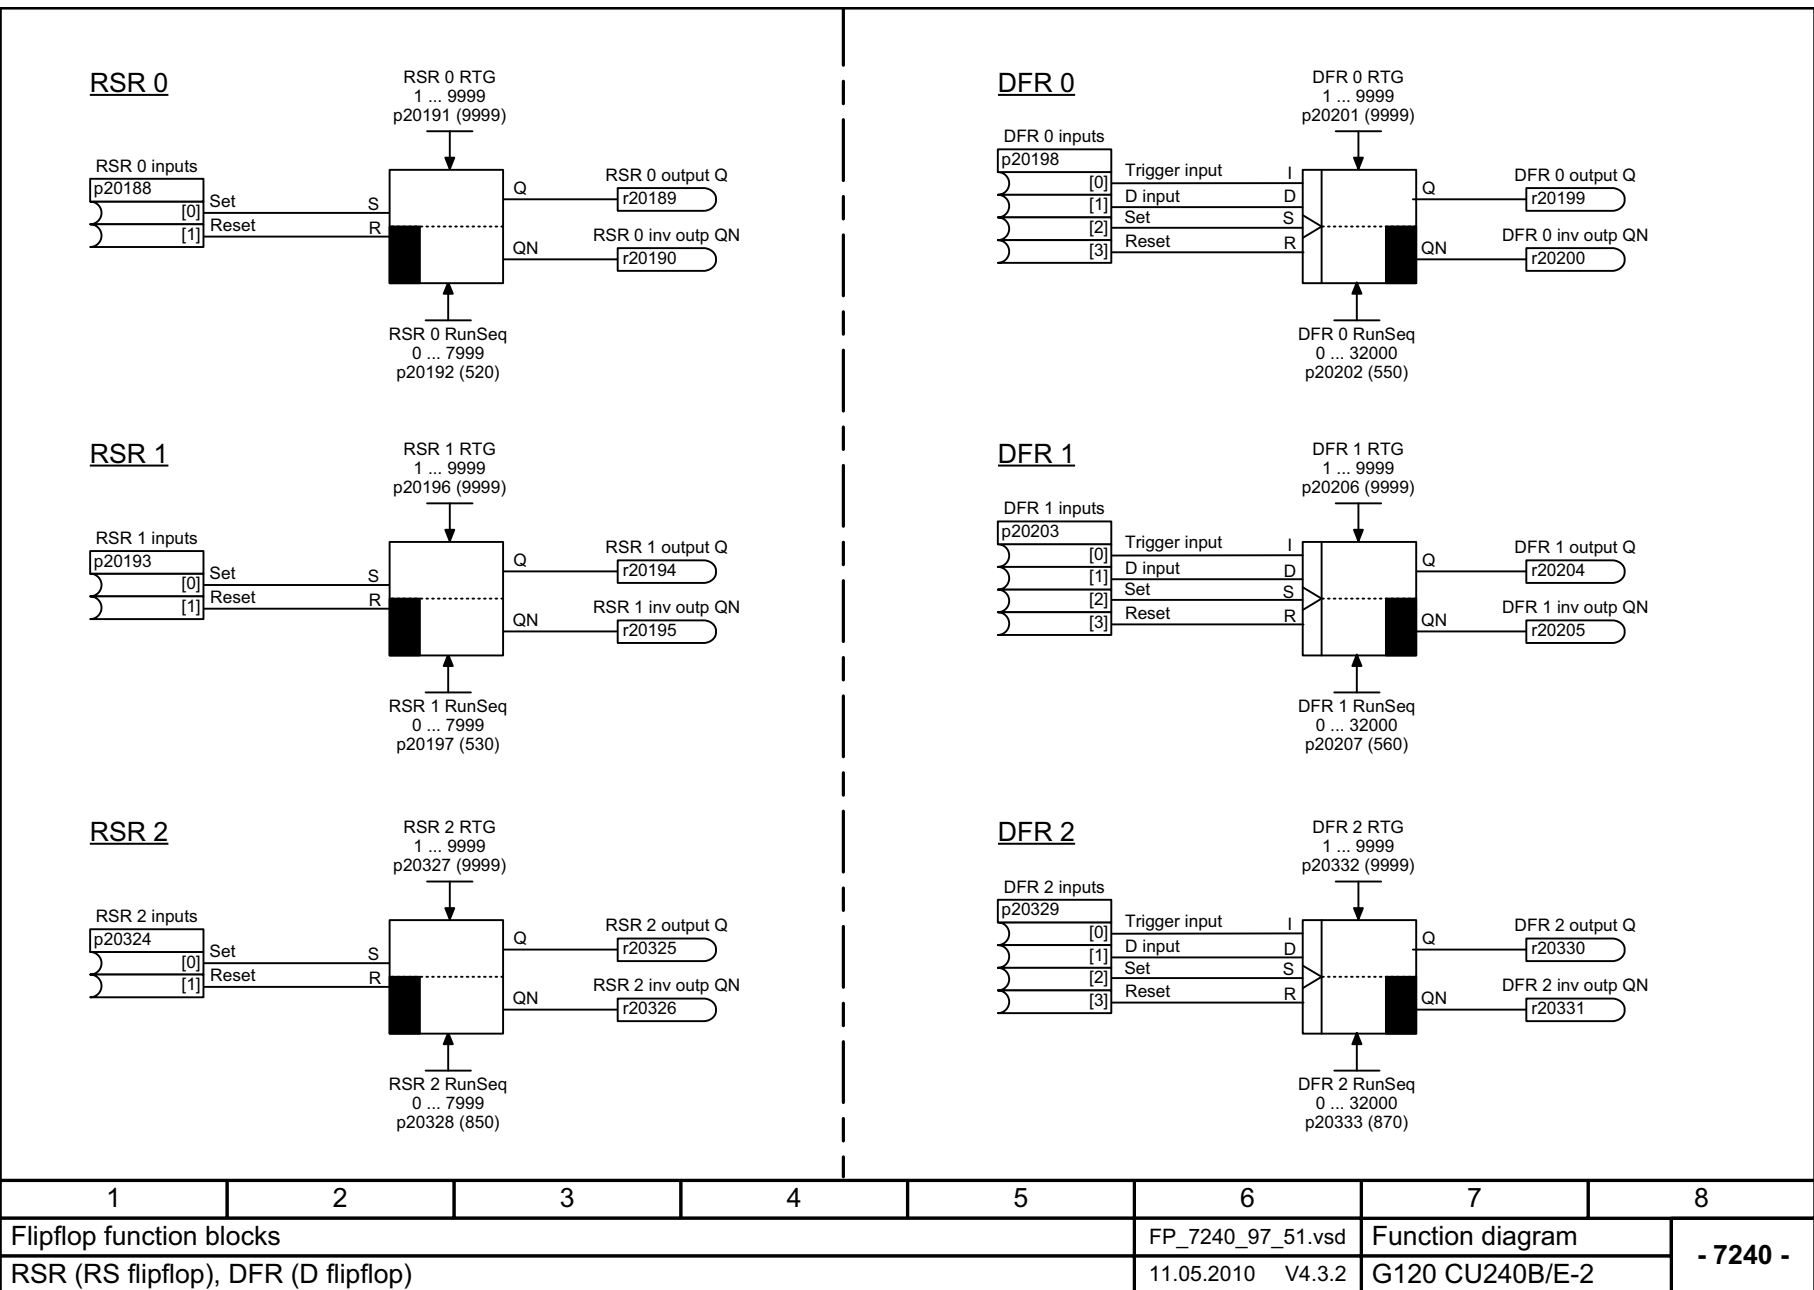 RSR 0
RSR 0 RTG
1 ... 9999
p20191 (9999)
RSR 0 inputs
p20188
[0]
[1]
Set
Reset
S
R
Q
QN
RSR 0 output Q
r20189
RSR 0 inv outp QN
r20190
RSR 0 RunSeq
0 ... 7999
p20192 (520)
RSR 1
RSR 1 RTG
1 ... 9999
p20196 (9999)
RSR 1 inputs
p20193
[0]
[1]
Set
Reset
S
R
Q
QN
RSR 1 output Q
r20194
RSR 1 inv outp QN
r20195
RSR 1 RunSeq
0 ... 7999
p20197 (530)
RSR 2
RSR 2 RTG
1 ... 9999
p20327 (9999)
RSR 2 inputs
p20324
[0]
[1]
Set
Reset
S
R
Q
QN
RSR 2 output Q
r20325
RSR 2 inv outp QN
r20326
RSR 2 RunSeq
0 ... 7999
p20328 (850)
DFR 0
DFR 0 RTG
1 ... 9999
p20201 (9999)
DFR 0 inputs
p20198
[0]
[1]
[2]
[3]
Trigger input
D input
Set
Reset
I
D
S
R
Q
QN
DFR 0 output Q
r20199
DFR 0 inv outp QN
r20200
DFR 0 RunSeq
0 ... 32000
p20202 (550)
DFR 1
DFR 1 RTG
1 ... 9999
p20206 (9999)
DFR 1 inputs
p20203
[0]
[1]
[2]
[3]
Trigger input
D input
Set
Reset
I
D
S
R
Q
QN
DFR 1 output Q
r20204
DFR 1 inv outp QN
r20205
DFR 1 RunSeq
0 ... 32000
p20207 (560)
DFR 2
DFR 2 RTG
1 ... 9999
p20332 (9999)
DFR 2 inputs
p20329
[0]
[1]
[2]
[3]
Trigger input
D input
Set
Reset
I
D
S
R
Q
QN
DFR 2 output Q
r20330
DFR 2 inv outp QN
r20331
DFR 2 RunSeq
0 ... 32000
p20333 (870)
1 2 3 4 5 6 7 8
Flipflop function blocks
FP_7240_97_51.vsd
Function diagram
- 7240 -
RSR (RS flipflop), DFR (D flipflop)
11.05.2010 V4.3.2
G120 CU240B/E-2